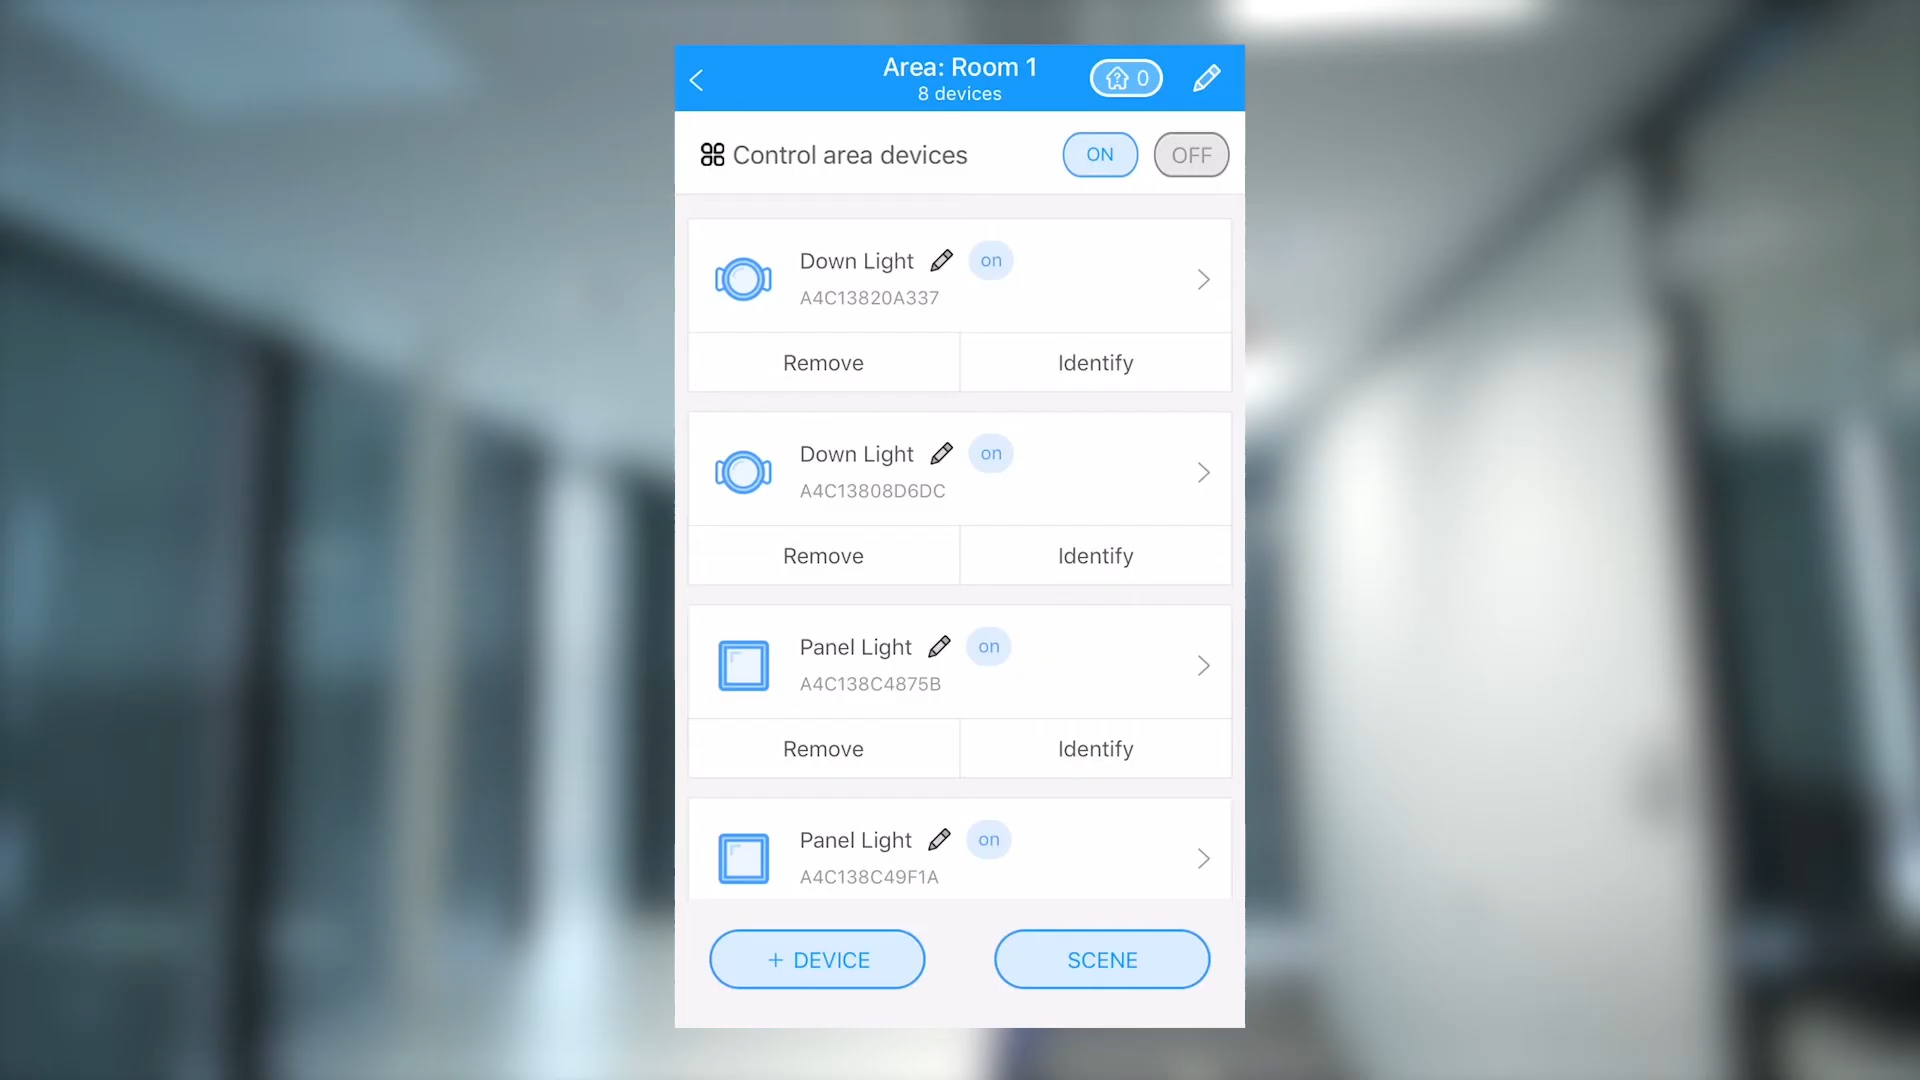 Area: Room 1
8 devices
0
Control area devices
ON
OFF
Down Light
on
A4C13820A337
Remove
Identify
Down Light
on
A4C13808D6DC
Remove
Identify
Panel Light
on
A4C138C4875B
Remove
Identify
Panel Light
on
A4C138C49F1A
+ DEVICE
SCENE